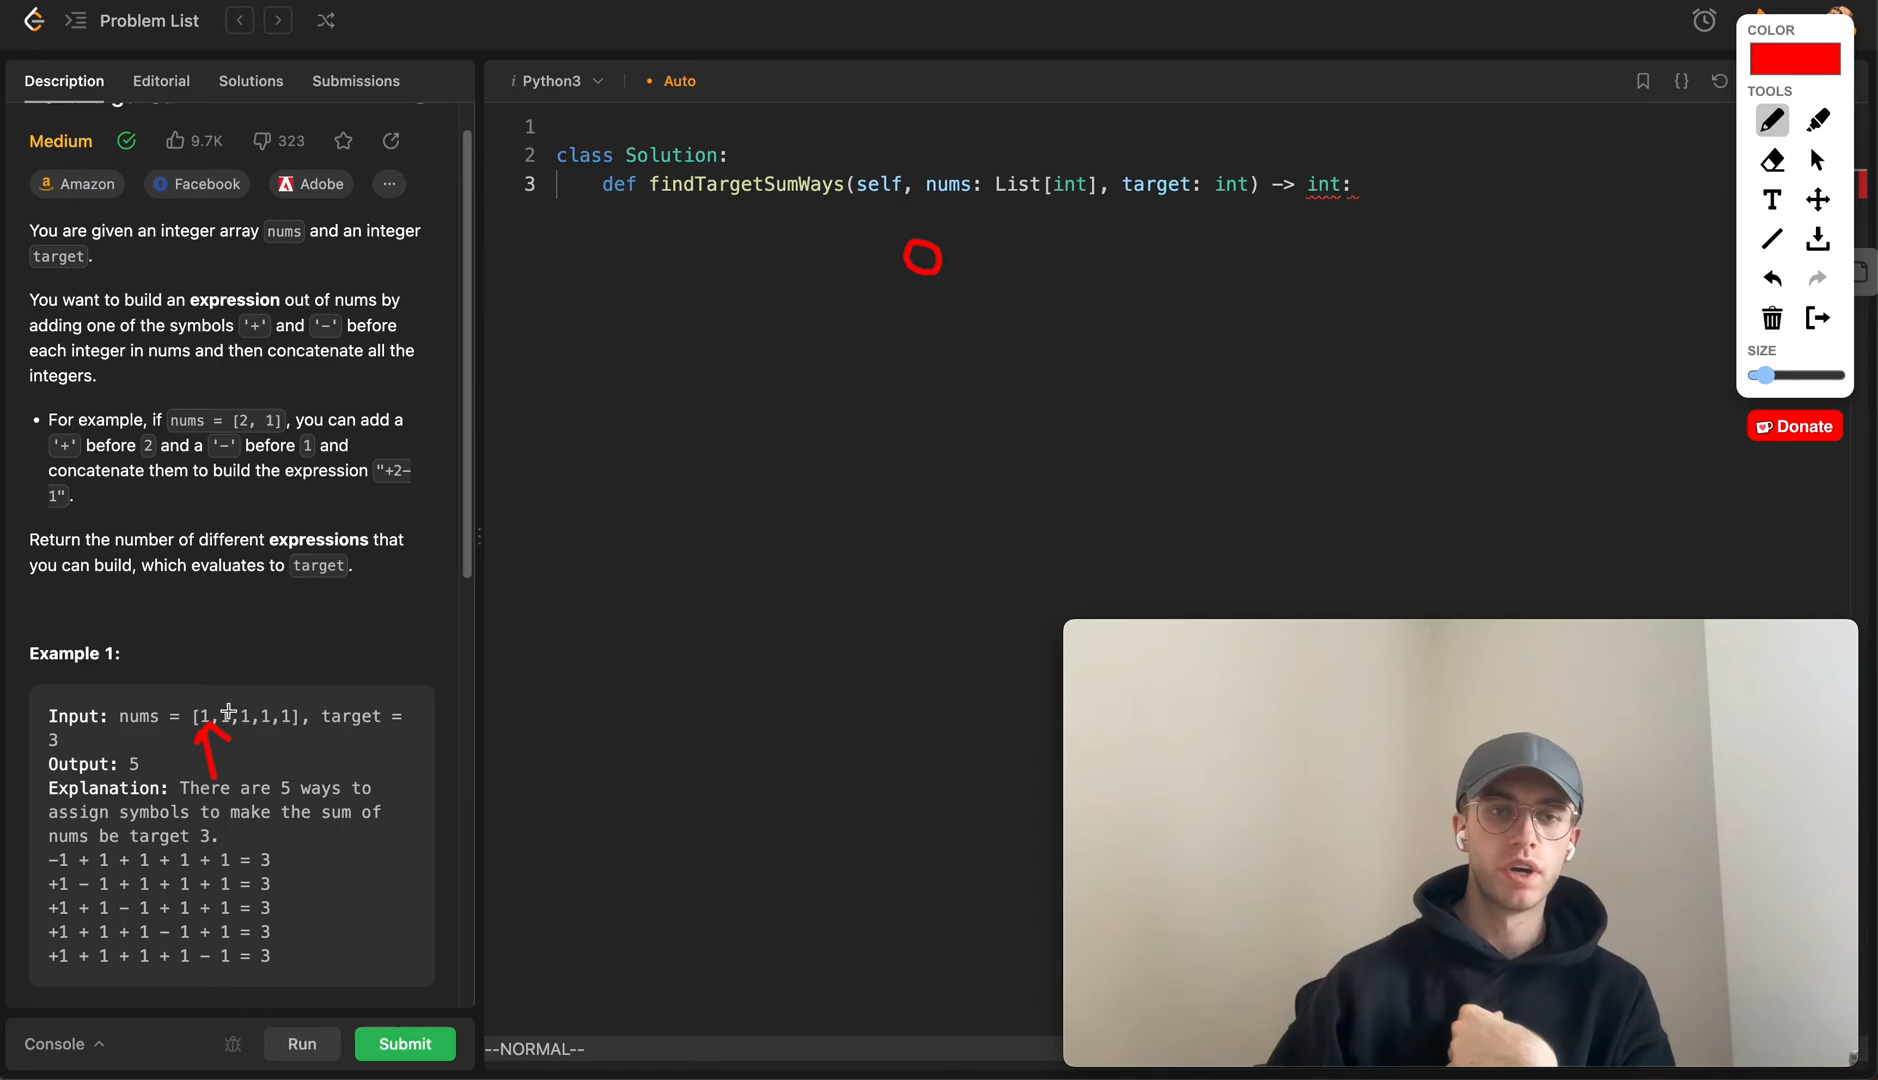 Problem List
Description
Editorial
Solutions
Submissions
Medium
9.7K
323
Amazon
Facebook
Adobe
...
You are given an integer array nums and an integer
target.
You want to build an expression out of nums by
adding one of the symbols '+' and '-' before
each integer in nums and then concatenate all the
integers.
• For example, if nums = [2, 1], you can add a
'+' before 2 and a '-' before 1 and
concatenate them to build the expression "+2-
1".
Return the number of different expressions that
you can build, which evaluates to target.
Example 1:
Input: nums = [1,1,1,1,1], target =
3
Output: 5
Explanation: There are 5 ways to
assign symbols to make the sum of
nums be target 3.
-1 + 1 + 1 + 1 + 1 = 3
+1 - 1 + 1 + 1 + 1 = 3
+1 + 1 - 1 + 1 + 1 = 3
+1 + 1 + 1 - 1 + 1 = 3
+1 + 1 + 1 + 1 - 1 = 3
Console
Run
Submit
i Python3
• Auto
{}
1
2 class Solution:
3 def findTargetSumWays(self, nums: List[int], target: int) -> int:
--NORMAL--
COLOR
TOOLS
T
SIZE
Donate